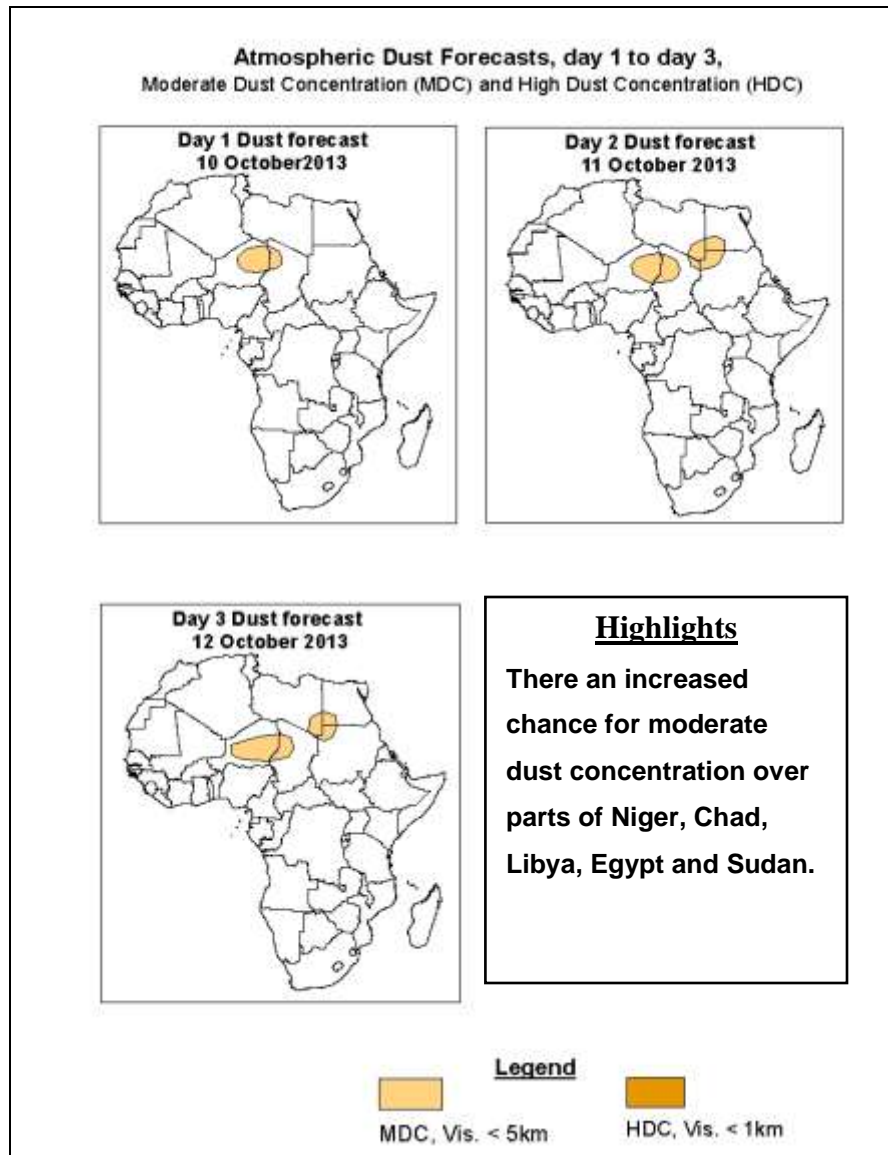 Atmospheric Dust Forecasts, day 1 to day 3,
Moderate Dust Concentration (MDC) and High Dust Concentration (HDC)
Day 1 Dust forecast
10 October2013
Day 2 Dust forecast
11 October 2013
Day 3 Dust forecast
12 October 2013
Highlights
There an increased
chance for moderate
dust concentration over
parts of Niger, Chad,
Libya, Egypt and Sudan.
Legend
MDC, Vis. < 5km
HDC, Vis. < 1km